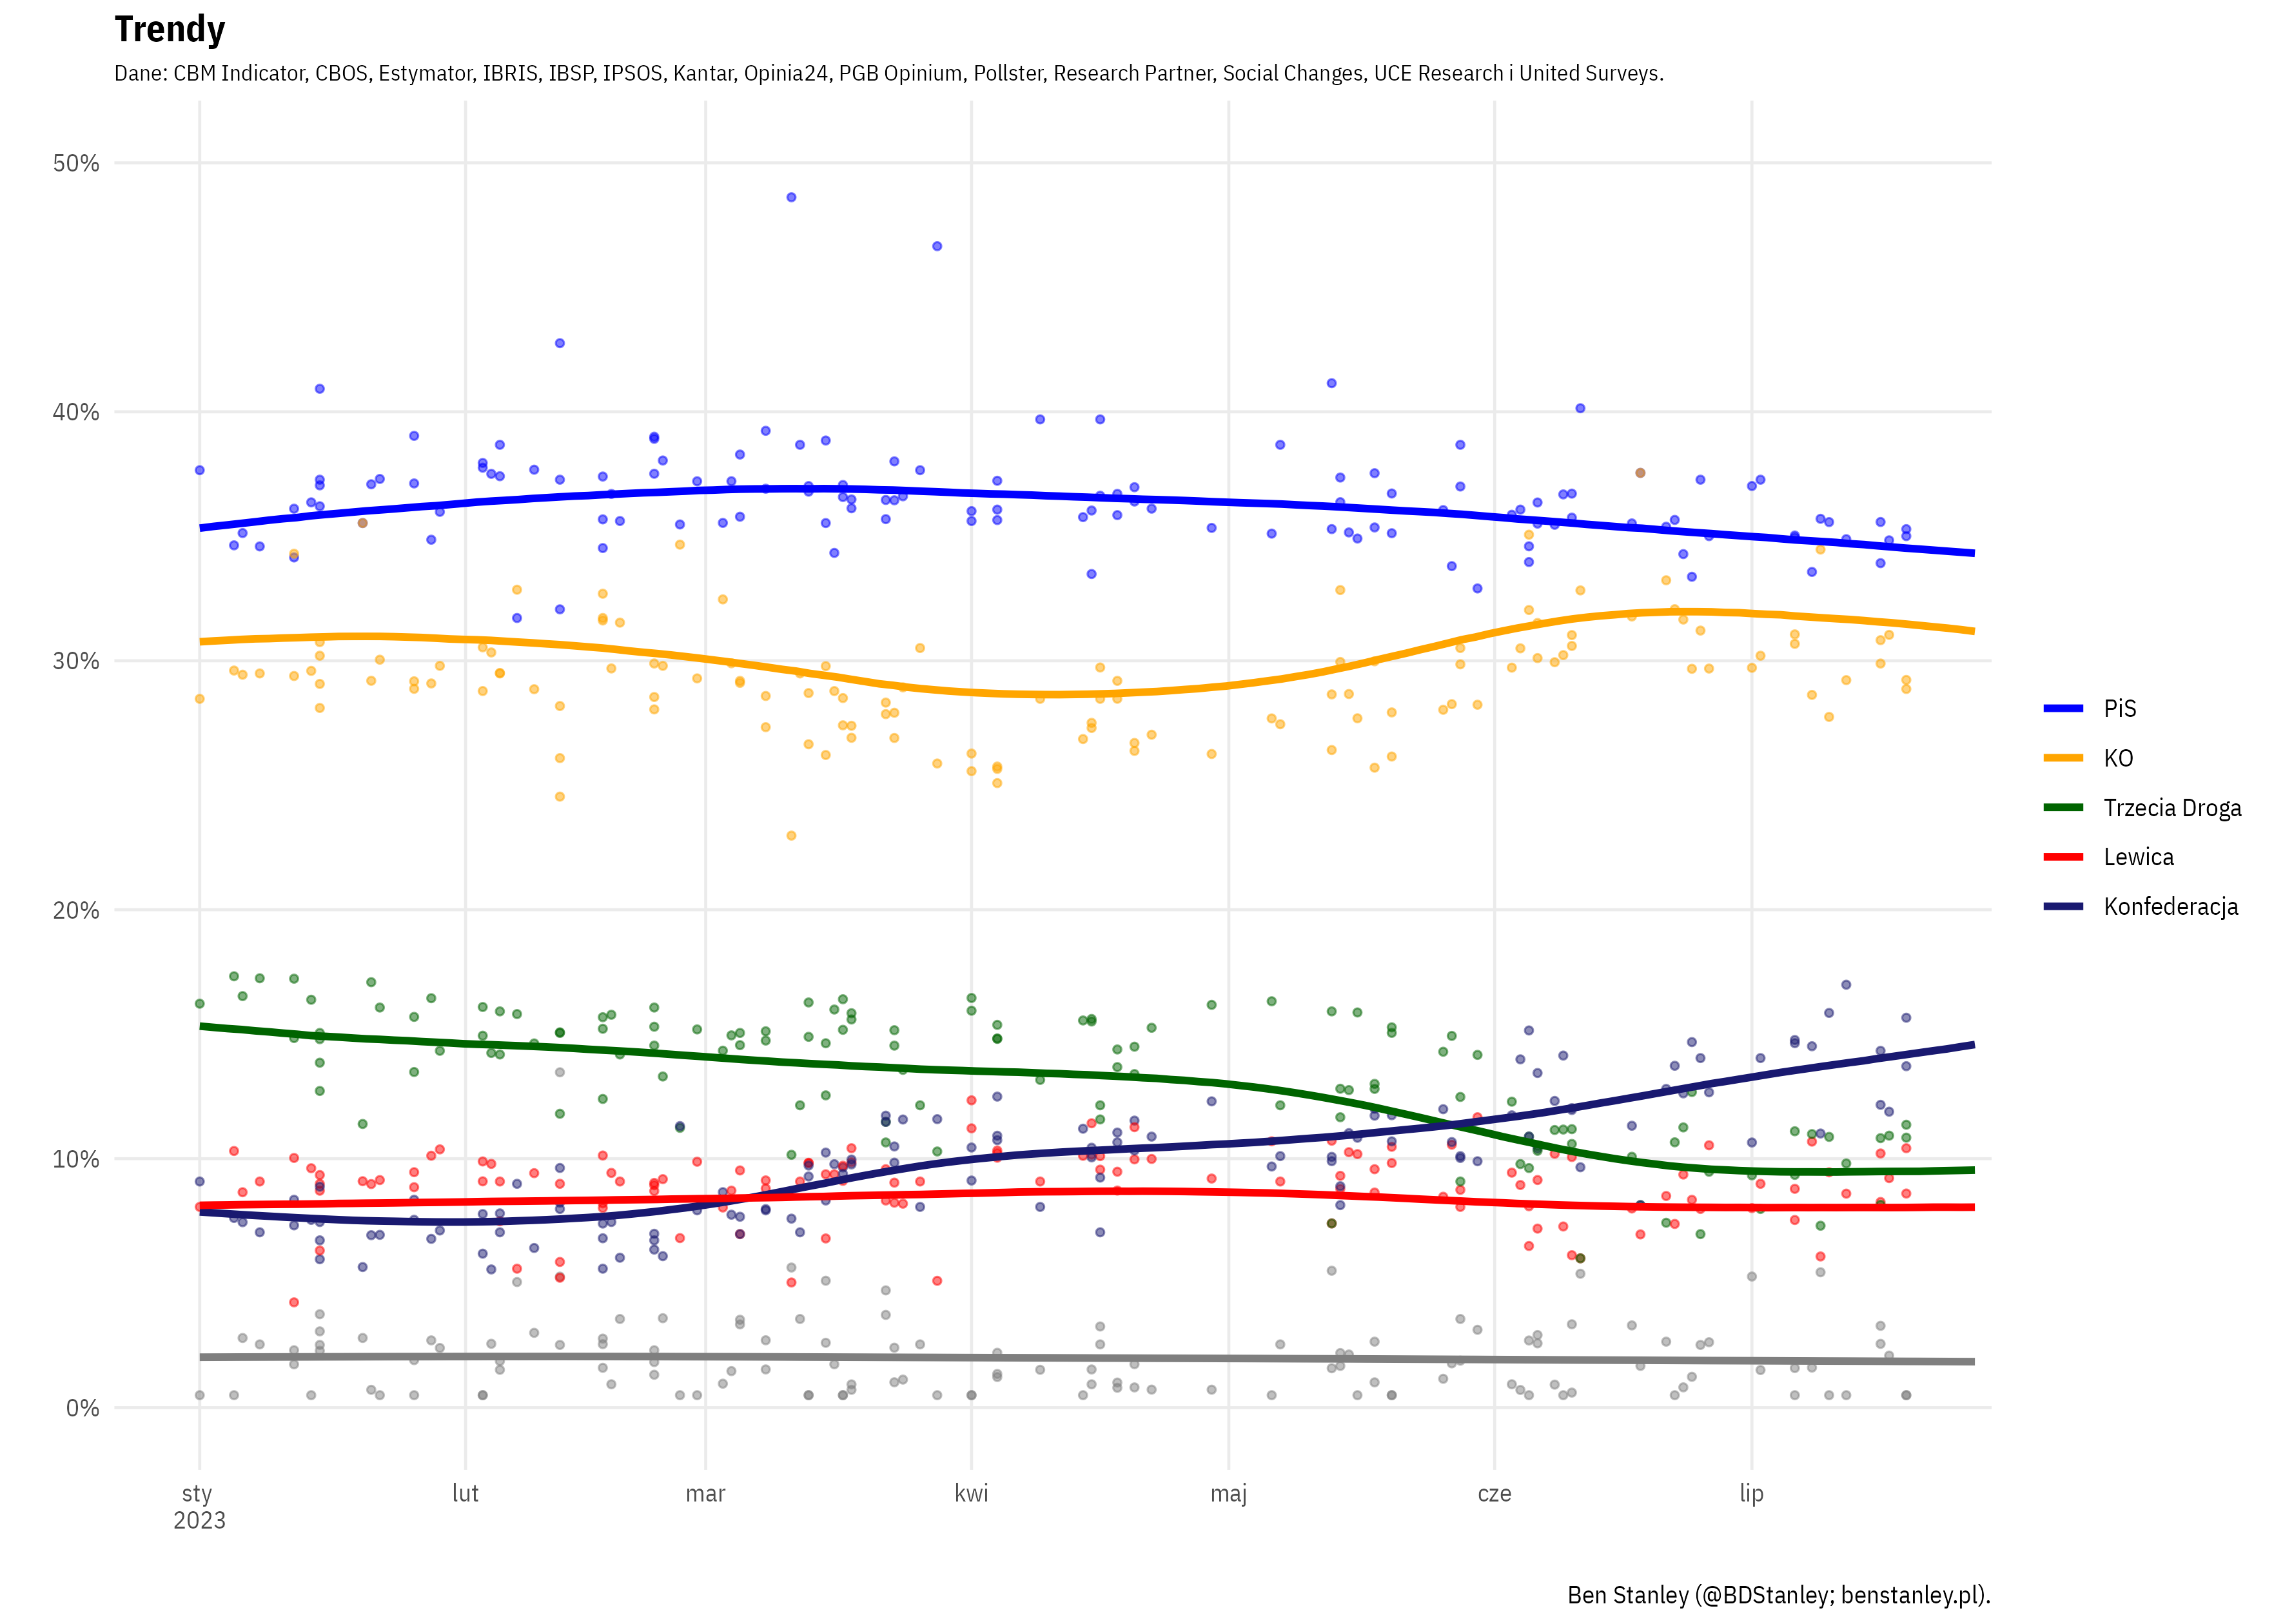 Trendy
Dane: CBM Indicator, CBOS, Estymator, IBRIS, IBSP, IPSOS, Kantar, Opinia24, PGB Opinium, Pollster, Research Partner, Social Changes, UCE Research i United Surveys.
50%
40%
30%
20%
10%
0%
sty
2023
lut
mar
kwi
maj
cze
lip
PiS
KO
Trzecia Droga
Lewica
Konfederacja
Ben Stanley (@BDStanley; benstanley.pl).